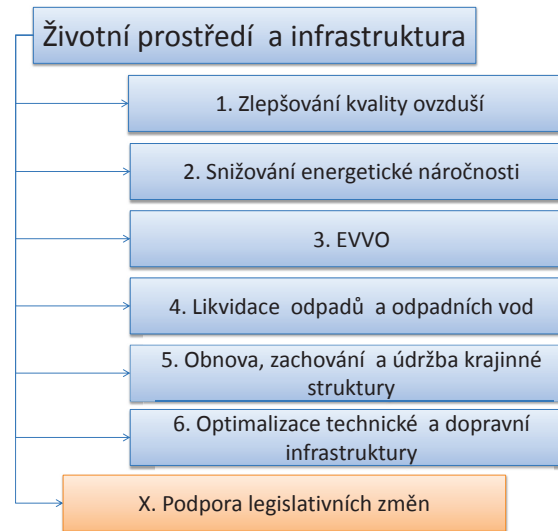 Životní prostředí a infrastruktura
1. Zlepšování kvality ovzduší
2. Snižování energetické náročnosti
3. EVVO
4. Likvidace odpadů a odpadních vod
5. Obnova, zachování a údržba krajinné
struktury
6. Optimalizace technické a dopravní
infrastruktury
X. Podpora legislativních změn